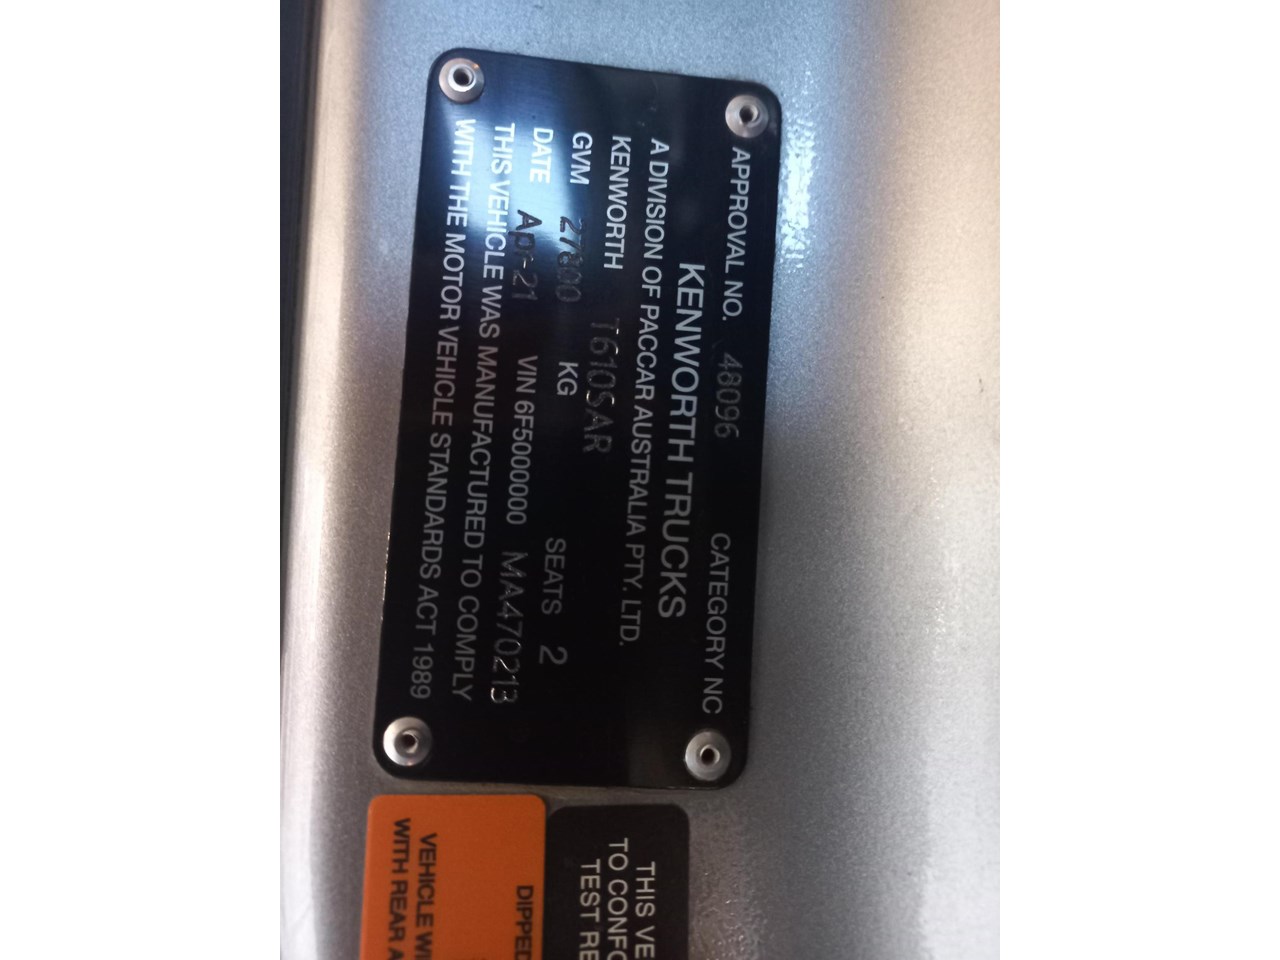 APPROVAL NO. 48096 CATEGORY NC
KENWORTH TRUCKS
A DIVISION OF PACCAR AUSTRALIA PTY. LTD.
KENWORTH T610SAR
GVM 27800 KG SEATS 2
DATE Apr-21 VIN 6F5000000 MA470213
THIS VEHICLE WAS MANUFACTURED TO COMPLY
WITH THE MOTOR VEHICLE STANDARDS ACT 1989
THIS VE
TO CONFO
TEST RE
DIPPED
VEHICLE WI
WITH REAR A